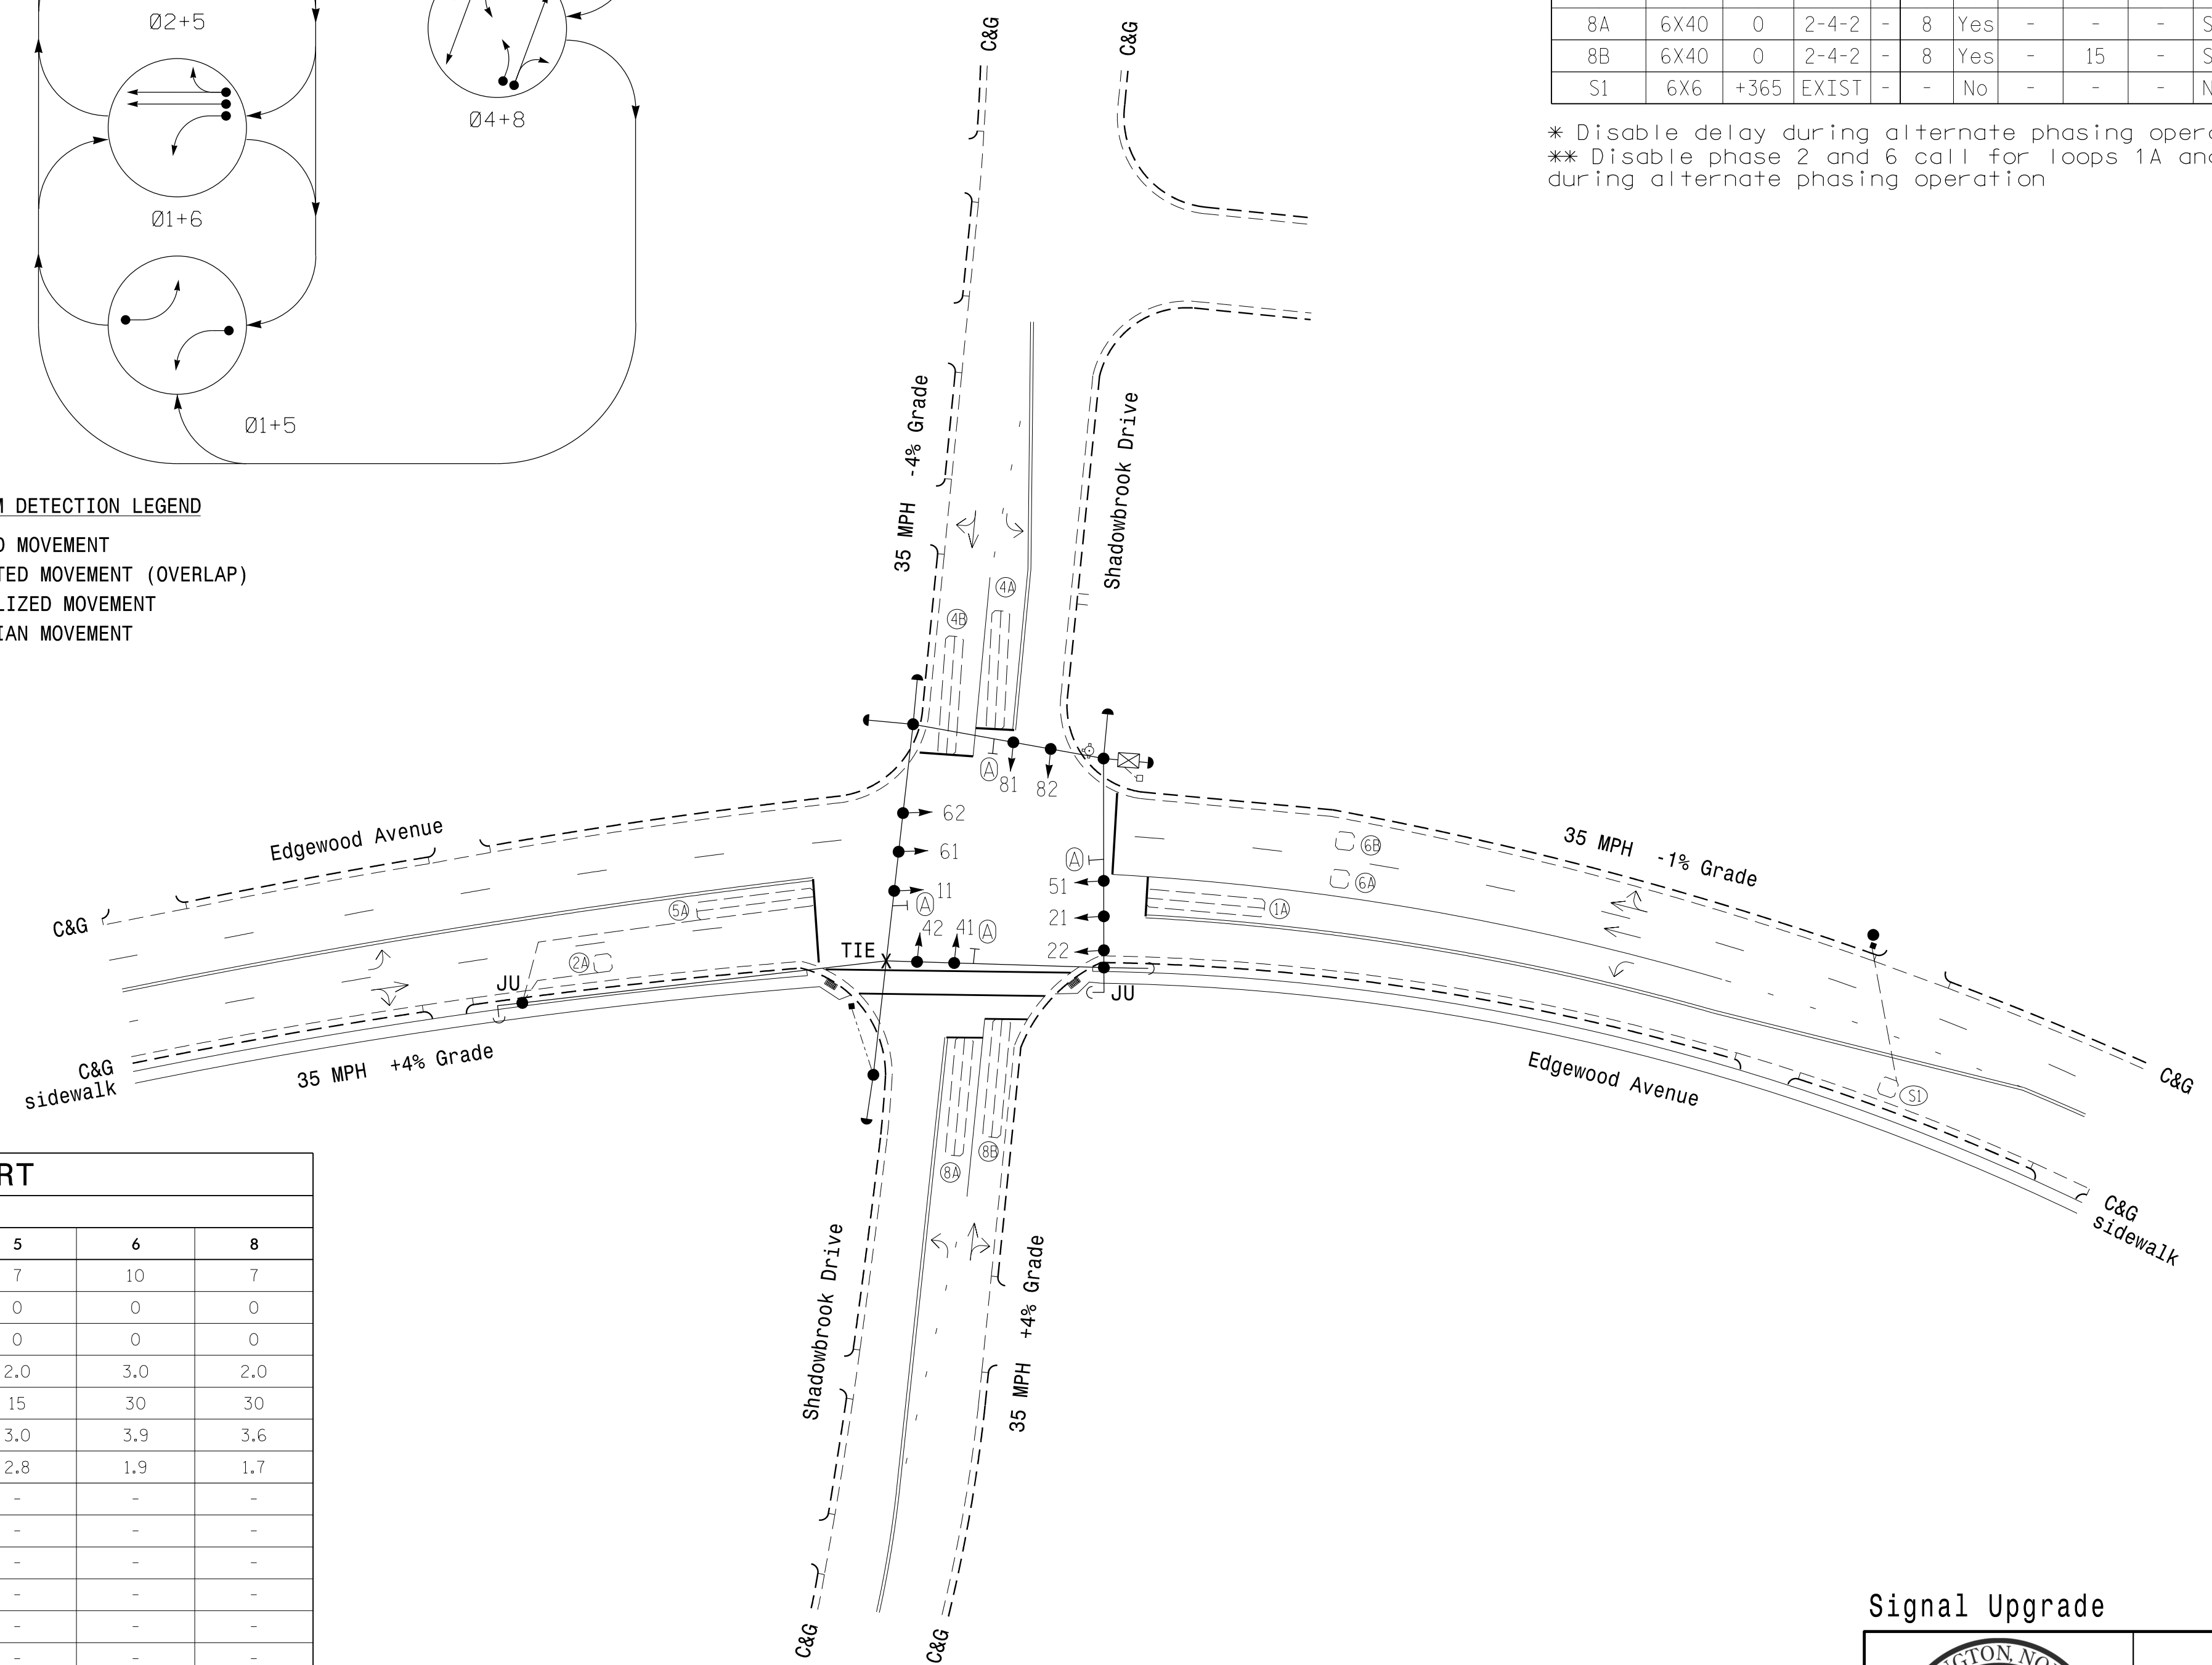 Ø2+5
Ø4+8
Ø1+6
Ø1+5
8A 6X40 0 2-4-2 - 8 Yes - - - S
8B 6X40 0 2-4-2 - 8 Yes - 15 - S
S1 6X6 +365 EXIST - - No - - - N
* Disable delay during alternate phasing opera
** Disable phase 2 and 6 call for loops 1A and
during alternate phasing operation
DETECTION LEGEND
MOVEMENT
TED MOVEMENT (OVERLAP)
LIZED MOVEMENT
IAN MOVEMENT
C&G
C&G
35 MPH -4% Grade
Shadowbrook Drive
4A
4B
A
81
82
62
61
11
A
42
41
A
A
51
21
22
TIE
JU
JU
Edgewood Avenue
C&G
5A
2A
C&G
sidewalk
35 MPH +4% Grade
6B
6A
1A
35 MPH -1% Grade
C&G
S1
Edgewood Avenue
C&G
sidewalk
8A
8B
Shadowbrook Drive
35 MPH +4% Grade
C&G
C&G
RT
5 6 8
7 10 7
0 0 0
0 0 0
2.0 3.0 2.0
15 30 30
3.0 3.9 3.6
2.8 1.9 1.7
- - -
- - -
- - -
- - -
- - -
- - -
Signal Upgrade
NGTON, NO